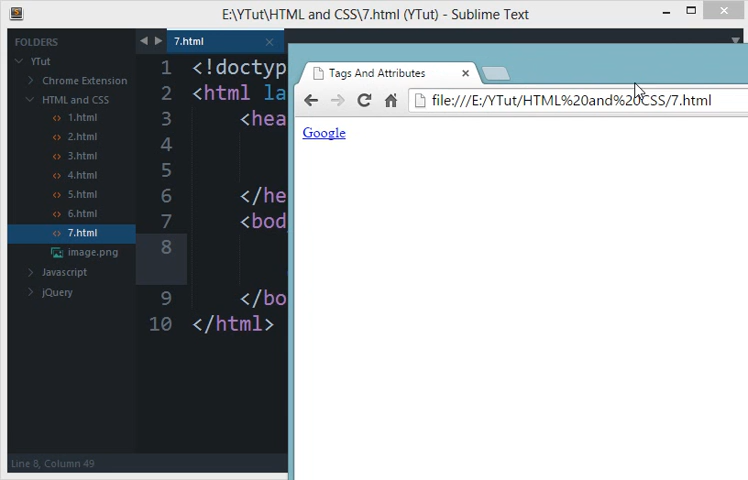 E:\YTut\HTML and CSS\7.html (YTut) - Sublime Text
FOLDERS
YTut
Chrome Extension
HTML and CSS
1.html
2.html
3.html
4.html
5.html
6.html
7.html
image.png
Javascript
jQuery
7.html
1 <!doctyp
2 <html la
3 <hea
4
5
6 </he
7 <bod
8
9 </bo
10 </html>
Line 8, Column 49
Tags And Attributes
file:///E:/YTut/HTML%20and%20CSS/7.html
Google